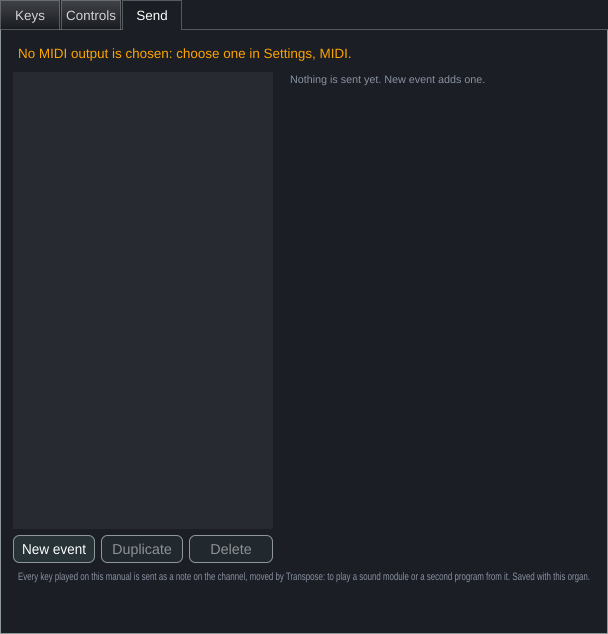 Keys Controls Send
No MIDI output is chosen: choose one in Settings, MIDI.
Nothing is sent yet. New event adds one.
New event Duplicate Delete
Every key played on this manual is sent as a note on the channel, moved by Transpose: to play a sound module or a second program from it. Saved with this organ.